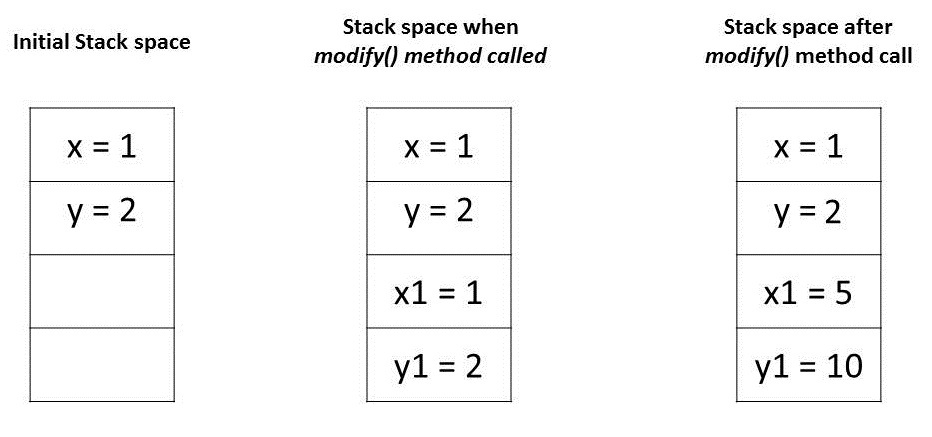 Initial Stack space
Stack space when
modify() method called
Stack space after
modify() method call
x = 1
y = 2
x = 1
y = 2
x1 = 1
y1 = 2
x = 1
y = 2
x1 = 5
y1 = 10